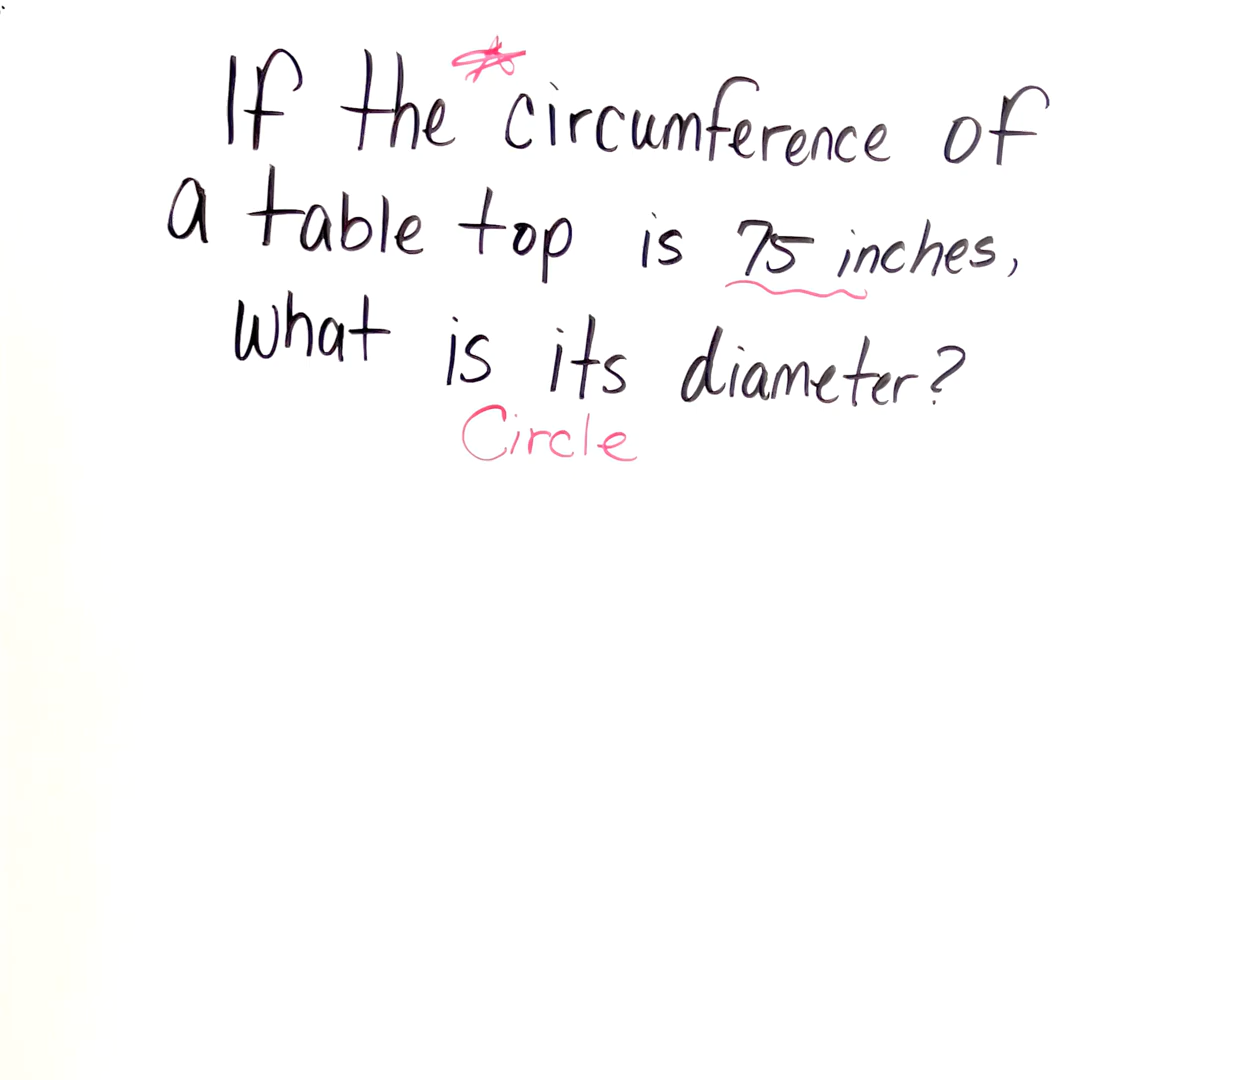 If the circumference of
a table top is 75 inches,
what is its diameter?
Circle